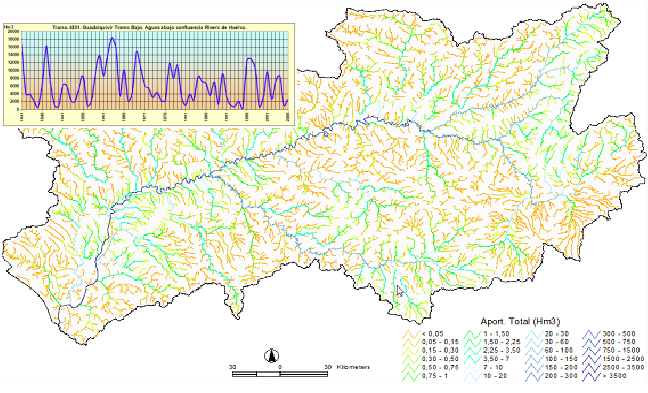 Hm3
Tramo 4331. Guadalquivir Tramo Bajo. Aguas abajo confluencia Rivera de Huelva.
20000
18000
16000
14000
12000
10000
8000
6000
4000
2000
0
1941 1946 1951 1956 1961 1966 1971 1976 1981 1986 1991 1996 2001 2006
Aport. Total (Hm3)
< 0,05 1 - 1,50 20 - 30 300 - 500
0,05 - 0,15 1,50 - 2,25 30 - 60 500 - 750
0,15 - 0,30 2,25 - 3,50 60 - 100 750 - 1500
0,30 - 0,50 3,50 - 7 100 - 150 1500 - 2500
0,50 - 0,75 7 - 10 150 - 200 2500 - 3500
0,75 - 1 10 - 20 200 - 300 > 3500
30 0 30 Kilometers